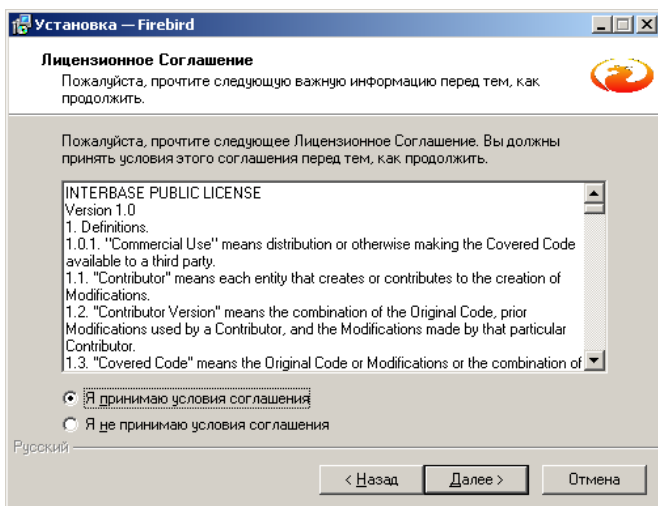 Установка — Firebird
Лицензионное Соглашение
Пожалуйста, прочтите следующую важную информацию перед тем, как
продолжить.
Пожалуйста, прочтите следующее Лицензионное Соглашение. Вы должны
принять условия этого соглашения перед тем, как продолжить.
INTERBASE PUBLIC LICENSE
Version 1.0
1. Definitions.
1.0.1. "Commercial Use" means distribution or otherwise making the Covered Code
available to a third party.
1.1. "Contributor" means each entity that creates or contributes to the creation of
Modifications.
1.2. "Contributor Version" means the combination of the Original Code, prior
Modifications used by a Contributor, and the Modifications made by that particular
Contributor.
1.3. "Covered Code" means the Original Code or Modifications or the combination of
Я принимаю условия соглашения
Я не принимаю условия соглашения
Русский
< Назад Далее > Отмена